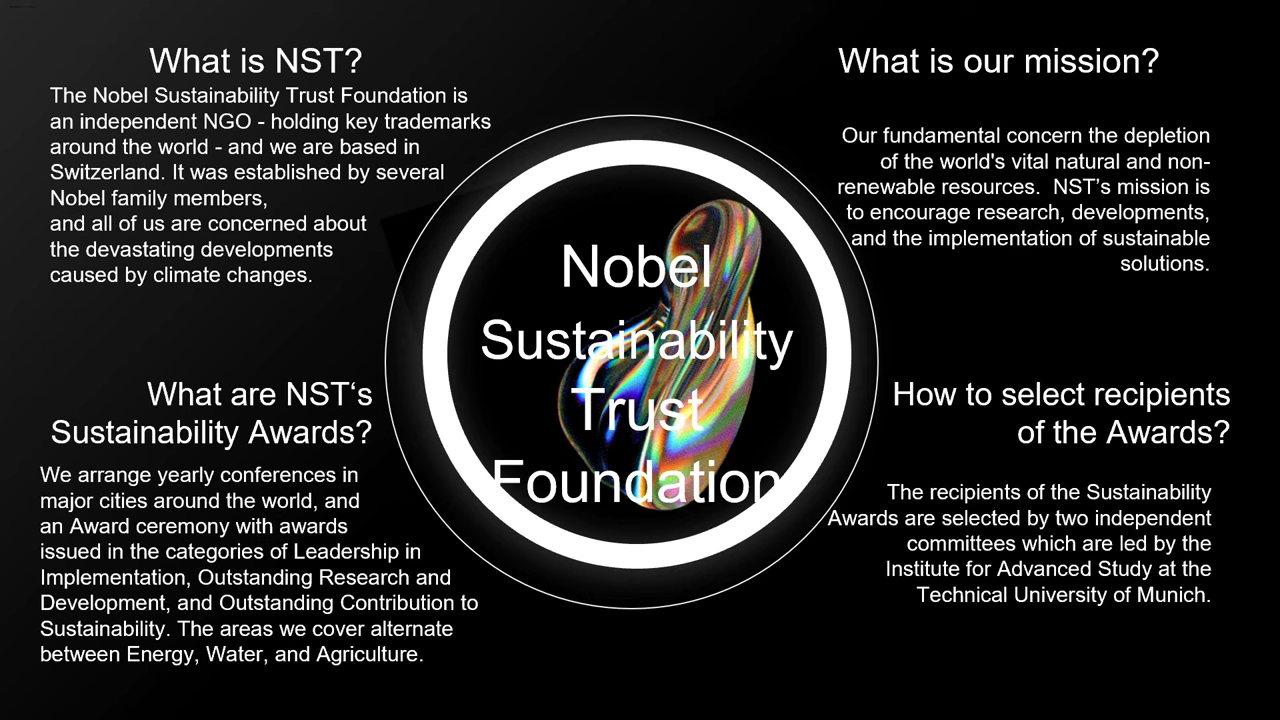 What is NST?
The Nobel Sustainability Trust Foundation is
an independent NGO - holding key trademarks
around the world - and we are based in
Switzerland. It was established by several
Nobel family members,
and all of us are concerned about
the devastating developments
caused by climate changes.
What is our mission?
Our fundamental concern the depletion
of the world's vital natural and non-
renewable resources.  NST’s mission is
to encourage research, developments,
and the implementation of sustainable
solutions.
Nobel
Sustainability
Trust
Foundation
What are NST‘s
Sustainability Awards?
We arrange yearly conferences in
major cities around the world, and
an Award ceremony with awards
issued in the categories of Leadership in
Implementation, Outstanding Research and
Development, and Outstanding Contribution to
Sustainability. The areas we cover alternate
between Energy, Water, and Agriculture.
How to select recipients
of the Awards?
The recipients of the Sustainability
Awards are selected by two independent
committees which are led by the
Institute for Advanced Study at the
Technical University of Munich.